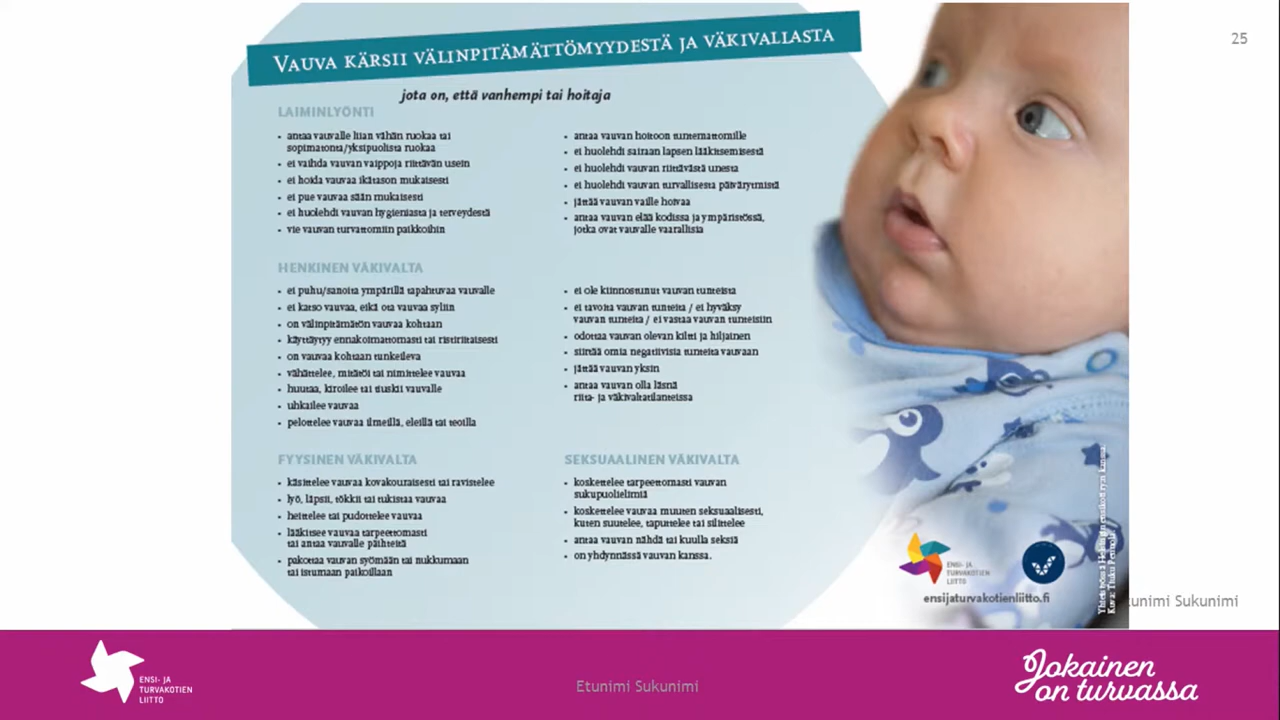 25
VAUVA KÄRSII VÄLINPITÄMÄTTÖMYYDESTÄ JA VÄKIVALLASTA
jota on, että vanhempi tai hoitaja
LAIMINLYÖNTI
• antaa vauvalle liian vähän ruokaa tai
sopimatonta/yksipuolista ruokaa
• ei vaihda vauvan vaippoja riittävän usein
• ei hoida vauvaa ikätason mukaisesti
• ei pue vauvaa sään mukaisesti
• ei huolehdi vauvan hygieniasta ja terveydestä
• vie vauvan turvattomiin paikkoihin
• antaa vauvan hoitoon tuntemattomille
• ei huolehdi sairaan lapsen lääkitsemisestä
• ei huolehdi vauvan riittävästä unesta
• ei huolehdi vauvan turvallisesta päivärytmistä
• jättää vauvan vaille hoivaa
• antaa vauvan elää kodissa ja ympäristössä,
jotka ovat vauvalle vaarallisia
HENKINEN VÄKIVALTA
• ei puhu/sanoita ympärillä tapahtuvaa vauvalle
• ei katso vauvaa, eikä ota vauvaa syliin
• on välinpitämätön vauvaa kohtaan
• käyttäytyy ennakoimattomasti tai ristiriitaisesti
• on vauvaa kohtaan tunkeileva
• vähättelee, mitätöi tai nimittelee vauvaa
• huutaa, kiroilee tai tiuskii vauvalle
• uhkailee vauvaa
• pelottelee vauvaa ilmeillä, eleillä tai teoilla
• ei ole kiinnostunut vauvan tunteista
• ei tavoita vauvan tunteita / ei hyväksy
vauvan tunteita / ei vastaa vauvan tunteisiin
• odottaa vauvan olevan kiltti ja hiljainen
• siirtää omia negatiivisia tunteita vauvaan
• jättää vauvan yksin
• antaa vauvan olla läsnä
riita- ja väkivaltatilanteissa
FYYSINEN VÄKIVALTA
• käsittelee vauvaa kovakouraisesti tai ravistelee
• lyö, läpsii, tökkii tai tukistaa vauvaa
• heittelee tai pudottelee vauvaa
• lääkitsee vauvaa tarpeettomasti
tai antaa vauvalle päihteitä
• pakottaa vauvan syömään tai nukkumaan
tai istumaan paikoillaan
SEKSUAALINEN VÄKIVALTA
• koskettelee tarpeettomasti vauvan
sukupuolielimiä
• koskettelee vauvaa muuten seksuaalisesti,
kuten suutelee, taputtelee tai silittelee
• antaa vauvan nähdä tai kuulla seksiä
• on yhdynnässä vauvan kanssa.
ENSI- JA
TURVAKOTIEN
LIITTO
ensijaturvakotienliitto.fi
Yhteistyössä Helsingin ensikoti ry:n kanssa
Kuva:
Sukunimi
ENSI- JA
TURVAKOTIEN
LIITTO
Etunimi Sukunimi
Jokainen
on turvassa